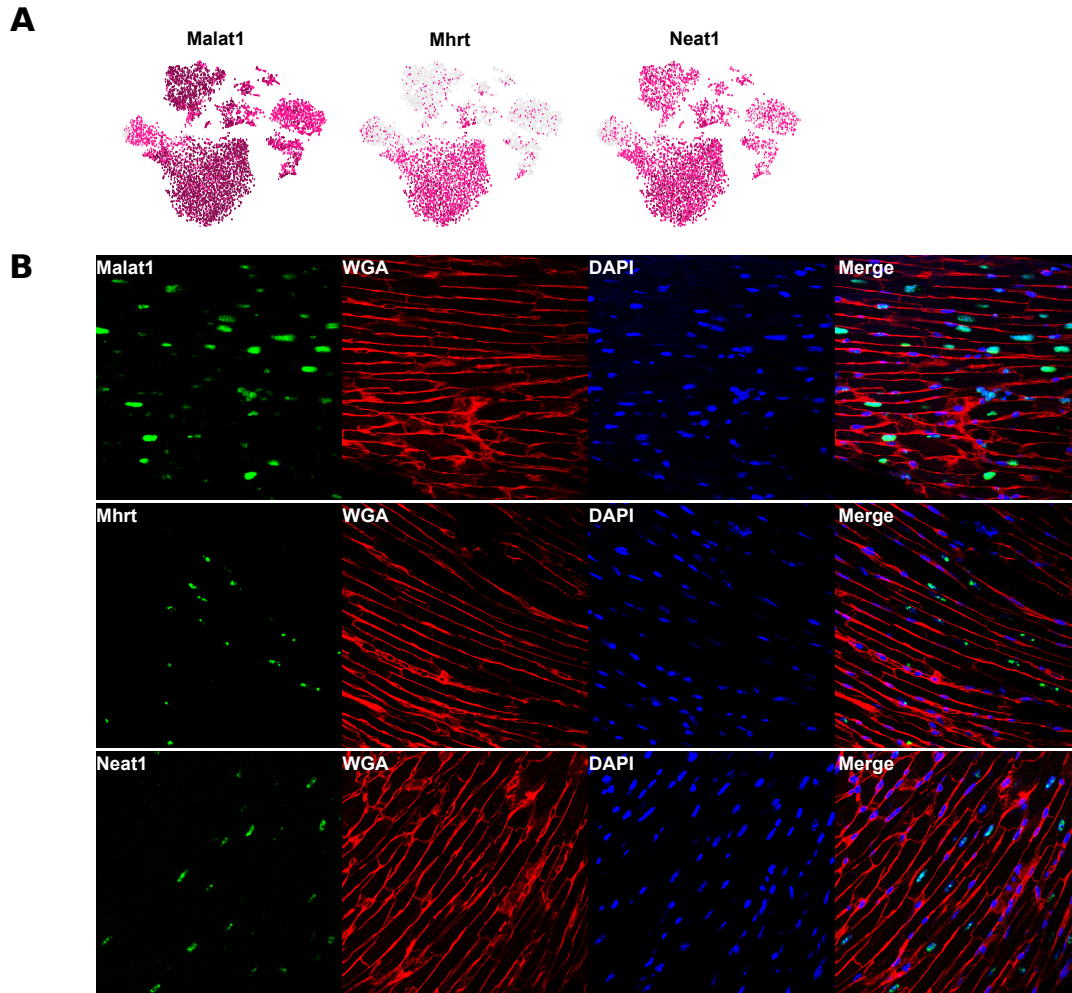 A
Malat1 Mhrt Neat1
B
Malat1 WGA DAPI Merge
Mhrt WGA DAPI Merge
Neat1 WGA DAPI Merge